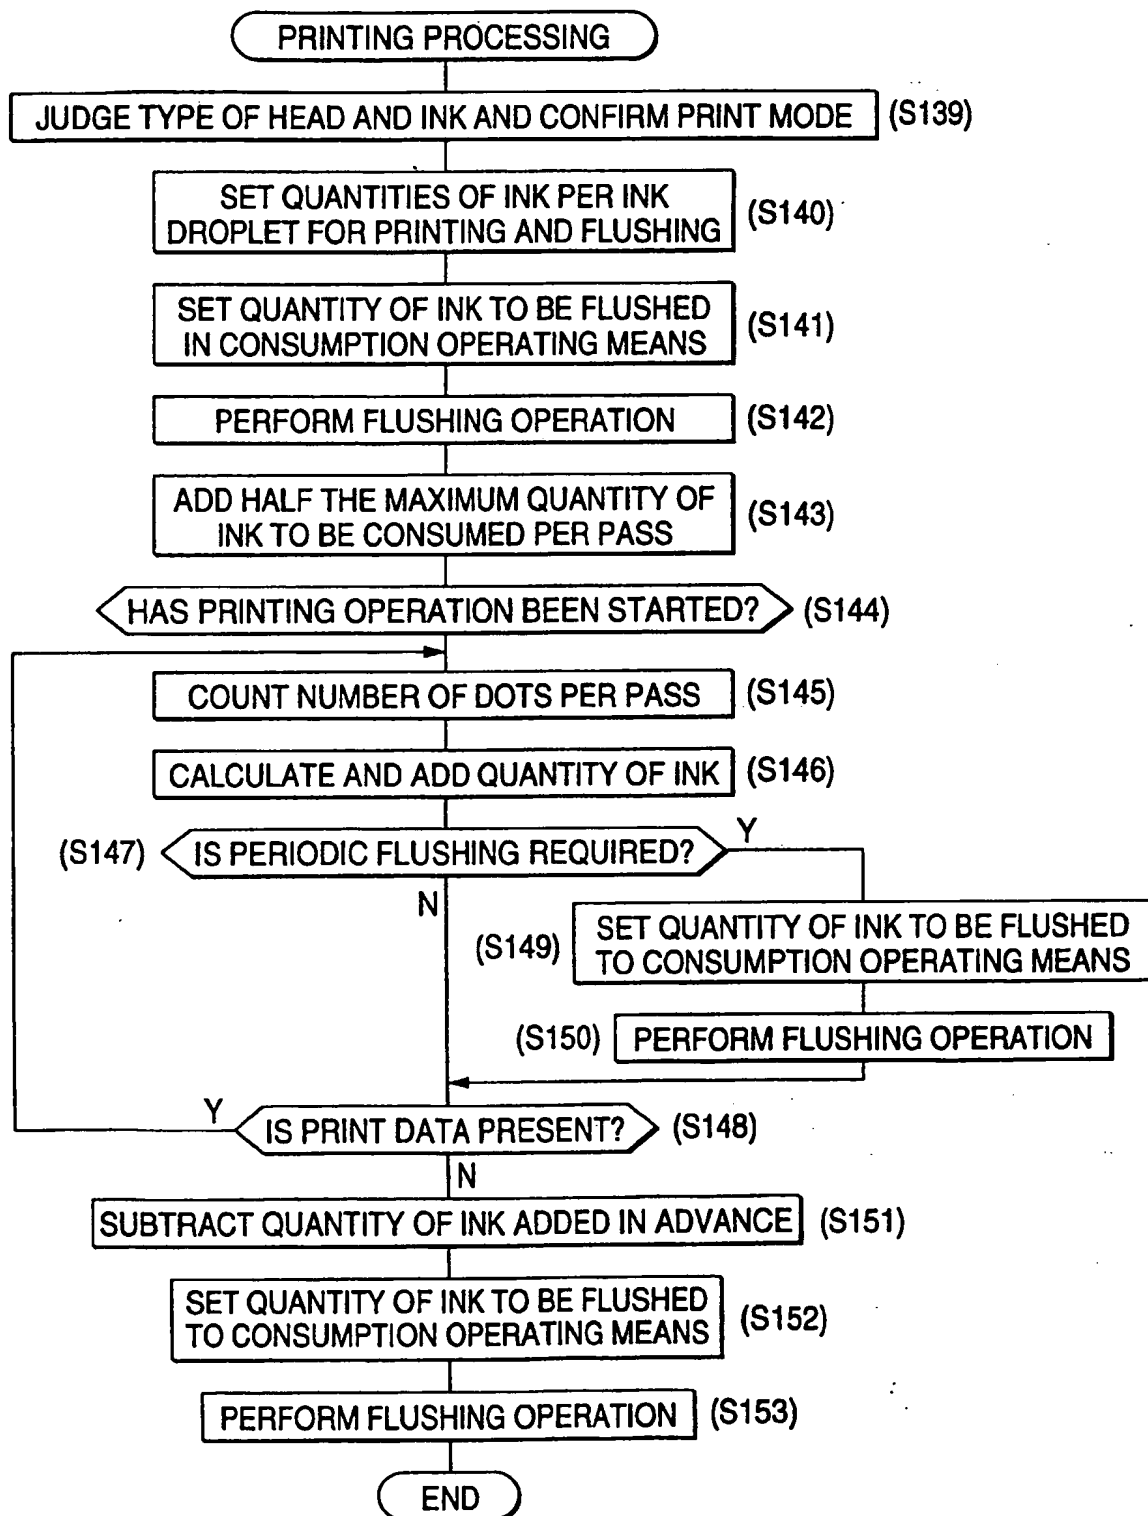 PRINTING PROCESSING
JUDGE TYPE OF HEAD AND INK AND CONFIRM PRINT MODE (S139)
SET QUANTITIES OF INK PER INK
DROPLET FOR PRINTING AND FLUSHING
(S140)
SET QUANTITY OF INK TO BE FLUSHED
IN CONSUMPTION OPERATING MEANS
(S141)
PERFORM FLUSHING OPERATION (S142)
ADD HALF THE MAXIMUM QUANTITY OF
INK TO BE CONSUMED PER PASS
(S143)
HAS PRINTING OPERATION BEEN STARTED? (S144)
COUNT NUMBER OF DOTS PER PASS (S145)
CALCULATE AND ADD QUANTITY OF INK (S146)
(S147) IS PERIODIC FLUSHING REQUIRED? Y
N
(S149)
SET QUANTITY OF INK TO BE FLUSHED
TO CONSUMPTION OPERATING MEANS
(S150) PERFORM FLUSHING OPERATION
Y IS PRINT DATA PRESENT? (S148)
N
SUBTRACT QUANTITY OF INK ADDED IN ADVANCE (S151)
SET QUANTITY OF INK TO BE FLUSHED
TO CONSUMPTION OPERATING MEANS
(S152)
PERFORM FLUSHING OPERATION (S153)
END